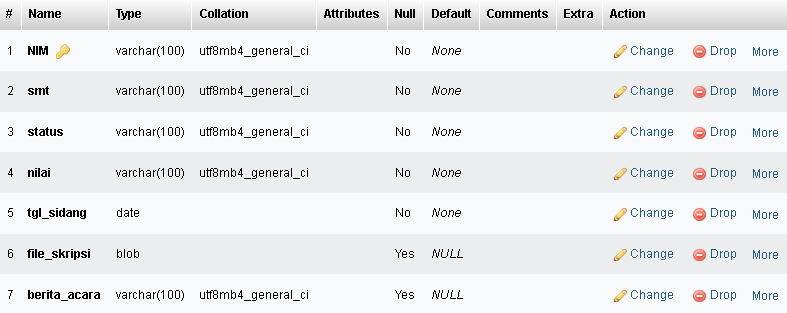 # Name Type Collation Attributes Null Default Comments Extra Action
1 NIM varchar(100) utf8mb4_general_ci No None Change Drop More
2 smt varchar(100) utf8mb4_general_ci No None Change Drop More
3 status varchar(100) utf8mb4_general_ci No None Change Drop More
4 nilai varchar(100) utf8mb4_general_ci No None Change Drop More
5 tgl_sidang date No None Change Drop More
6 file_skripsi blob Yes NULL Change Drop More
7 berita_acara varchar(100) utf8mb4_general_ci Yes NULL Change Drop More